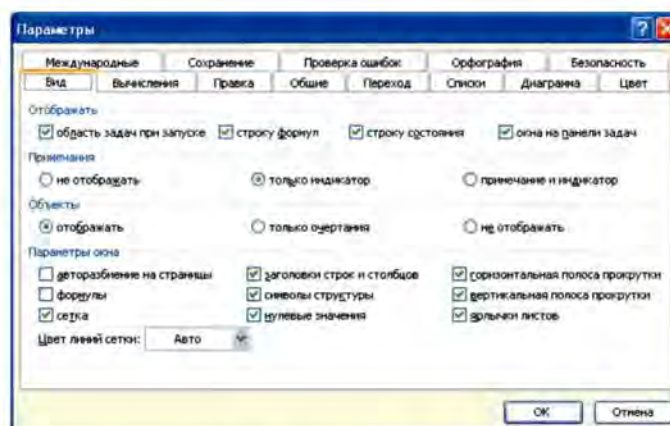 Параметры
Международные Сохранение Проверка ошибок Орфография Безопасность
Вид Вычисления Правка Общие Переход Списки Диаграмма Цвет
Отображать
область задач при запуске строку формул строку состояния окна на панели задач
Примечания
не отображать только индикатор примечание и индикатор
Объекты
отображать только очертания не отображать
Параметры окна
авторазбиение на страницы заголовки строк и столбцов горизонтальная полоса прокрутки
формулы символы структуры вертикальная полоса прокрутки
сетка нулевые значения ярлычки листов
Цвет линий сетки: Авто
ОК Отмена